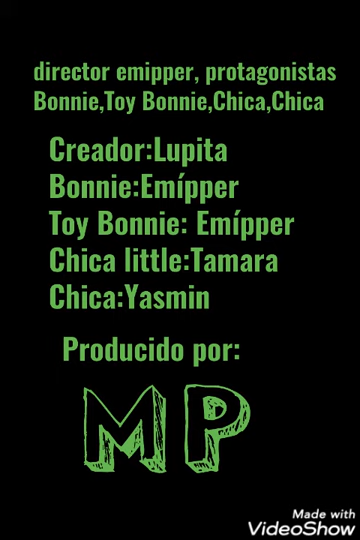 director emipper, protagonistas
Bonnie,Toy Bonnie,Chica,Chica
Creador:Lupita
Bonnie:Emípper
Toy Bonnie: Emípper
Chica little:Tamara
Chica:Yasmin
Producido por:
MP
Made with
VideoShow